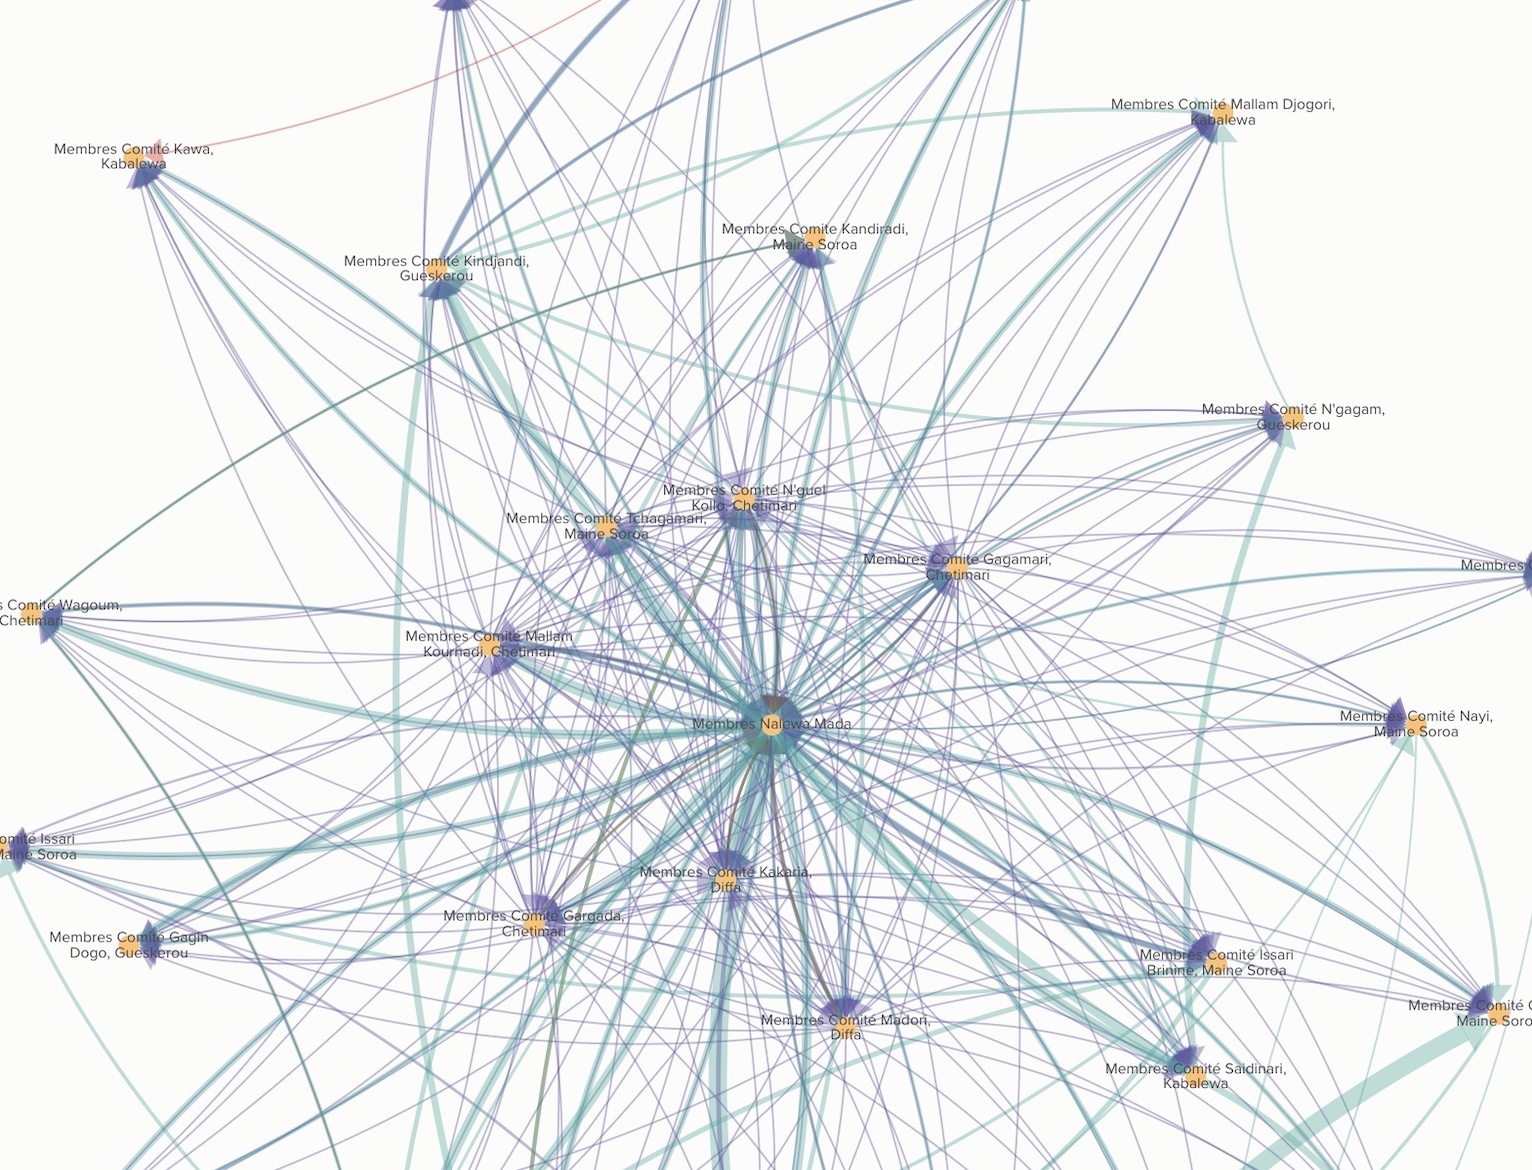 Membres Comité Mallam Djogori,
Kabalewa
Membres Comité Kawa,
Kabalewa
Membres Comite Kandiradi,
Maine Soroa
Membres Comité Kindjandi,
Gueskerou
Membres Comité N'gagam,
Gueskerou
Membres Comité N'guel
Kollo, Chetimari
Membres Comité Tchagamari,
Maine Soroa
Membres Comité Gagamari,
Chetimari
Membres
s Comité Wagoum,
Chetimari
Membres Comité Mallam
Kournadi, Chetimari
Membres Nalewa Mada
Membres Comité Nayi,
Maine Soroa
omité Issari
Maine Soroa
Membres Comité Kakaria,
Diffa
Membres Comité Gargada,
Chetimari
Membres Comité Gagin
Dogo, Gueskerou
Membres Comité Issari
Brinine, Maine Soroa
Membres Comité
Maine Soro
Membres Comité Madori,
Diffa
Membres Comité Saidinari,
Kabalewa